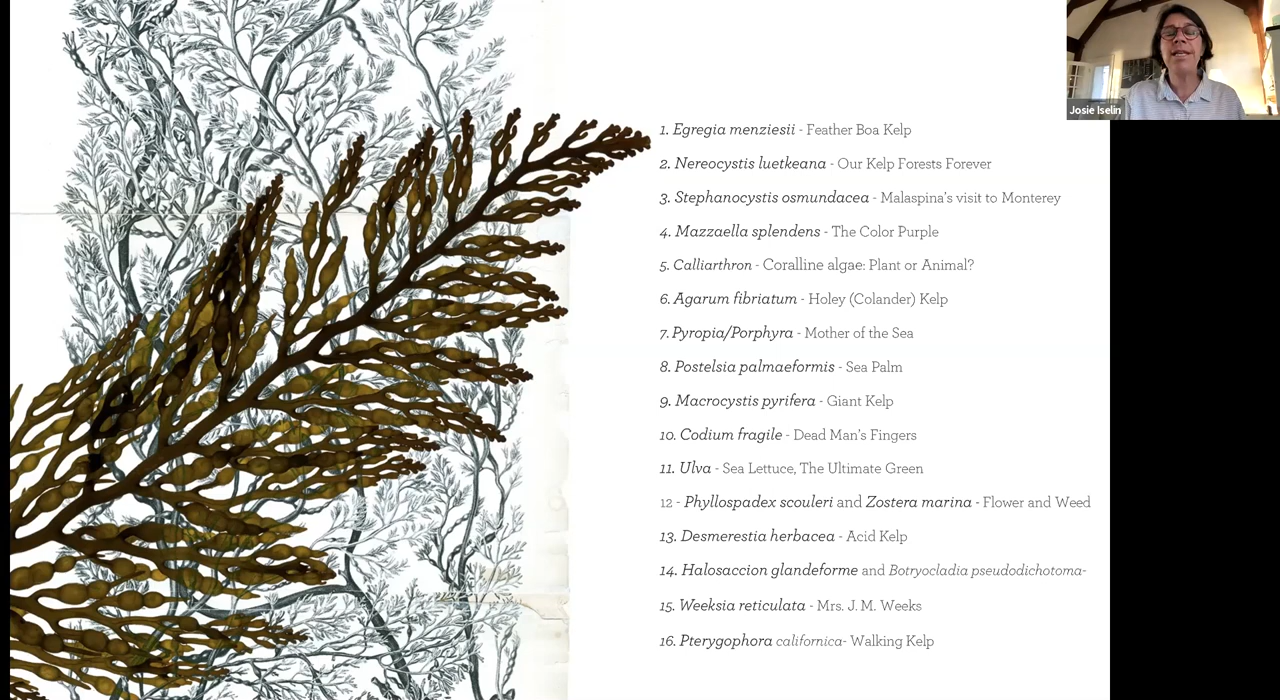 Josie Iselin
1. Egregia menziesii - Feather Boa Kelp
2. Nereocystis luetkeana - Our Kelp Forests Forever
3. Stephanocystis osmundacea - Malaspina's visit to Monterey
4. Mazzaella splendens - The Color Purple
5. Calliarthron - Coralline algae: Plant or Animal?
6. Agarum fibriatum - Holey (Colander) Kelp
7. Pyropia/Porphyra - Mother of the Sea
8. Postelsia palmaeformis - Sea Palm
9. Macrocystis pyrifera - Giant Kelp
10. Codium fragile - Dead Man's Fingers
11. Ulva - Sea Lettuce, The Ultimate Green
12 - Phyllospadex scouleri and Zostera marina - Flower and Weed
13. Desmerestia herbacea - Acid Kelp
14. Halosaccion glandeforme and Botryocladia pseudodichotoma-
15. Weeksia reticulata - Mrs. J. M. Weeks
16. Pterygophora californica- Walking Kelp